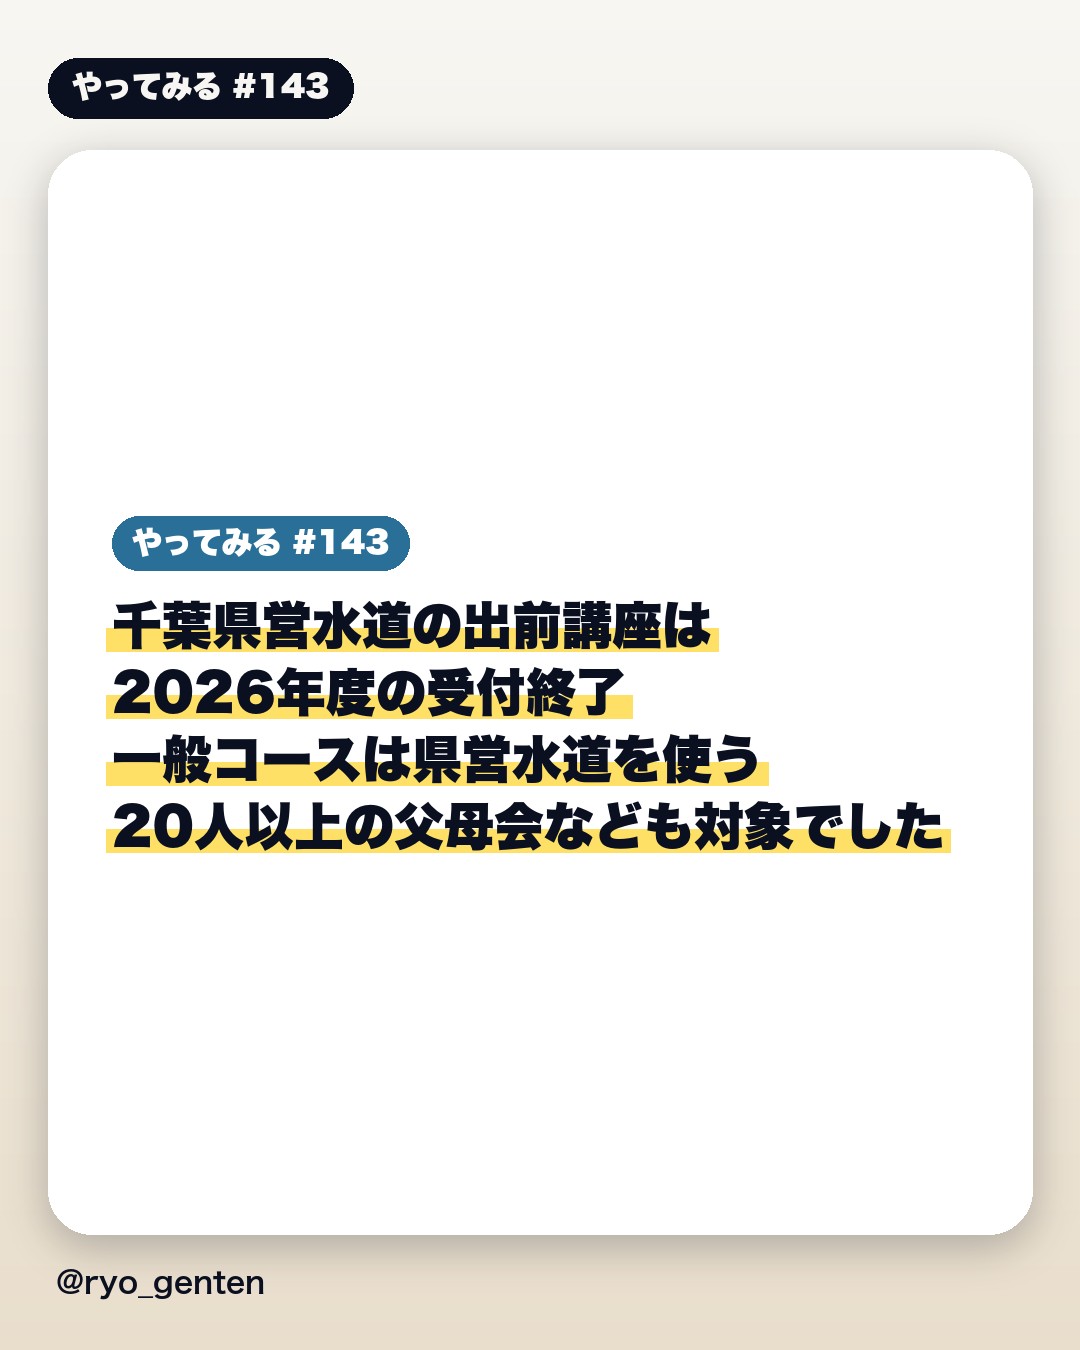 やってみる #143
やってみる #143
千葉県営水道の出前講座は
2026年度の受付終了
一般コースは県営水道を使う
20人以上の父母会なども対象でした
@ryo_genten